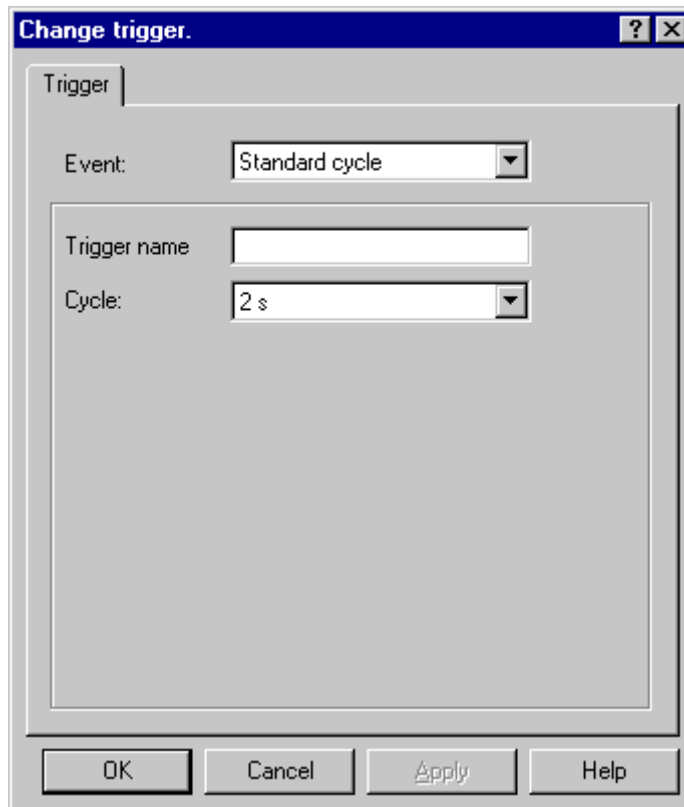 Change trigger.
Trigger
Event: Standard cycle
Trigger name
Cycle: 2 s
OK Cancel Apply Help